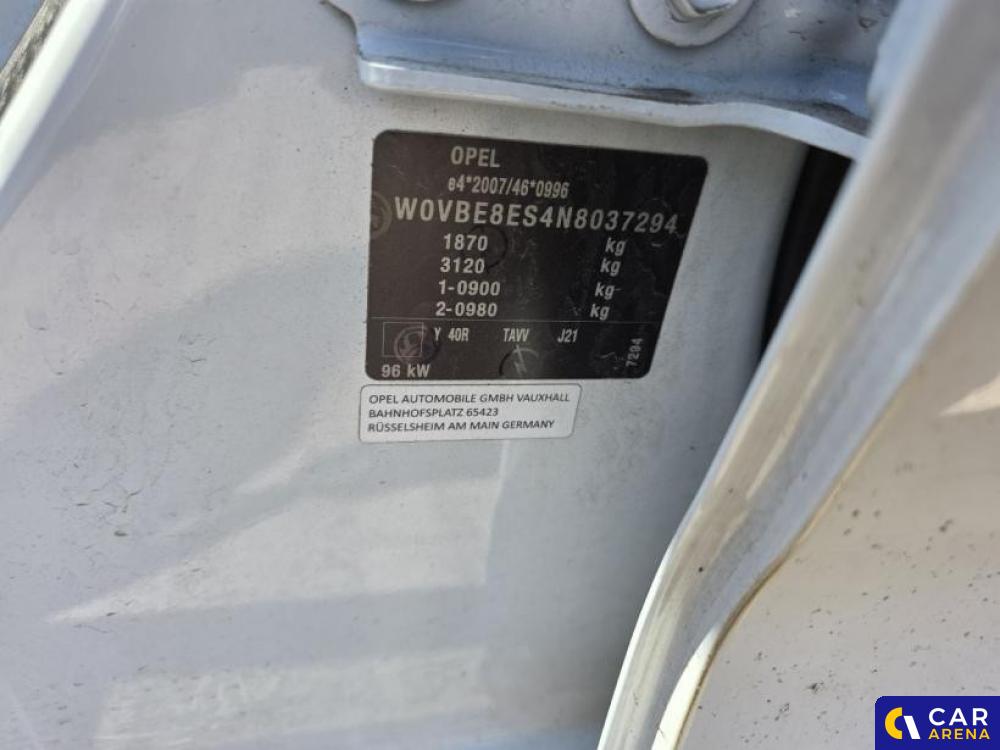 OPEL
e4*2007/46*0996
W0VBE8ES4N8037294
1870 kg
3120 kg
1-0900 kg
2-0980 kg
Y 40R TAVV J21
7294
96 kW
OPEL AUTOMOBILE GMBH VAUXHALL
BAHNHOFSPLATZ 65423
RÜSSELSHEIM AM MAIN GERMANY
CAR
ARENA